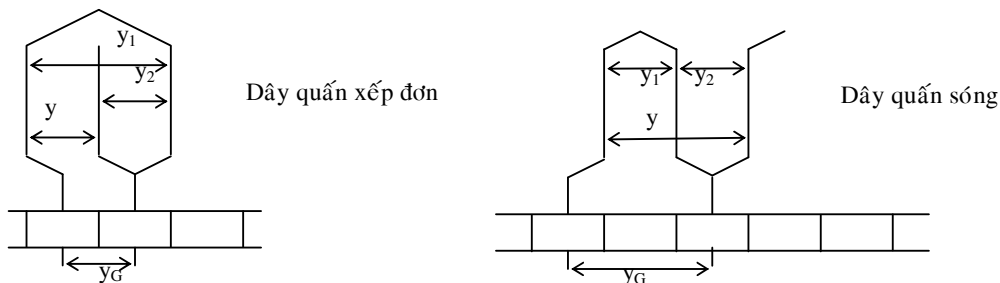 y1
y2
y
Dây quấn xếp đơn
yG
y1
y2
y
Dây quấn sóng
yG